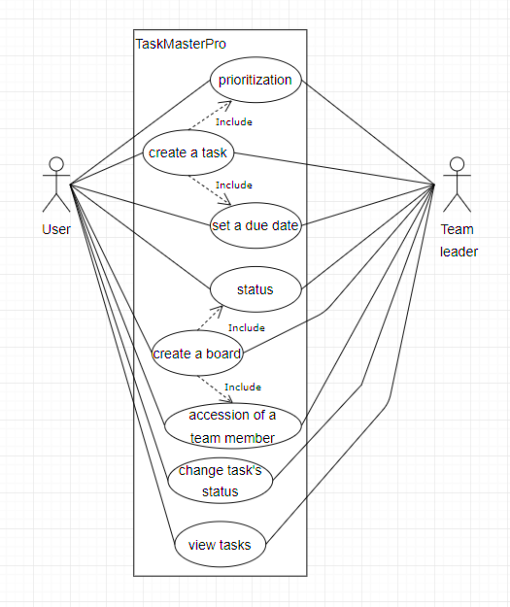 TaskMasterPro
prioritization
Include
create a task
Include
User
Team
leader
set a due date
status
Include
create a board
Include
accession of a
team member
change task's
status
view tasks